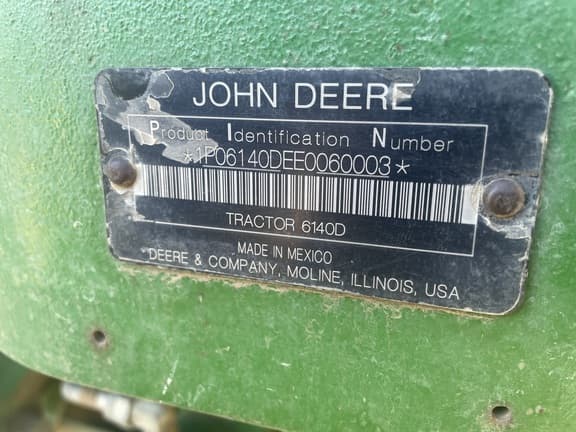 JOHN DEERE
Product Identification Number
*1P06140DEE0060003*
TRACTOR 6140D
MADE IN MEXICO
DEERE & COMPANY, MOLINE, ILLINOIS, USA